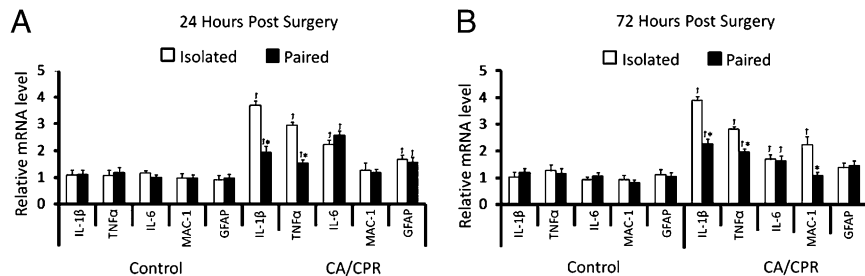 A
24 Hours Post Surgery
Isolated Paired
Relative mRNA level
5
4
3
2
1
0
† †* † †* † † † †
IL-1β TNFα IL-6 MAC-1 GFAP IL-1β TNFα IL-6 MAC-1 GFAP
Control CA/CPR
B
72 Hours Post Surgery
Isolated Paired
Relative mRNA level
5
4
3
2
1
0
† †* † †* † † † *
IL-1β TNFα IL-6 MAC-1 GFAP IL-1β TNFα IL-6 MAC-1 GFAP
Control CA/CPR